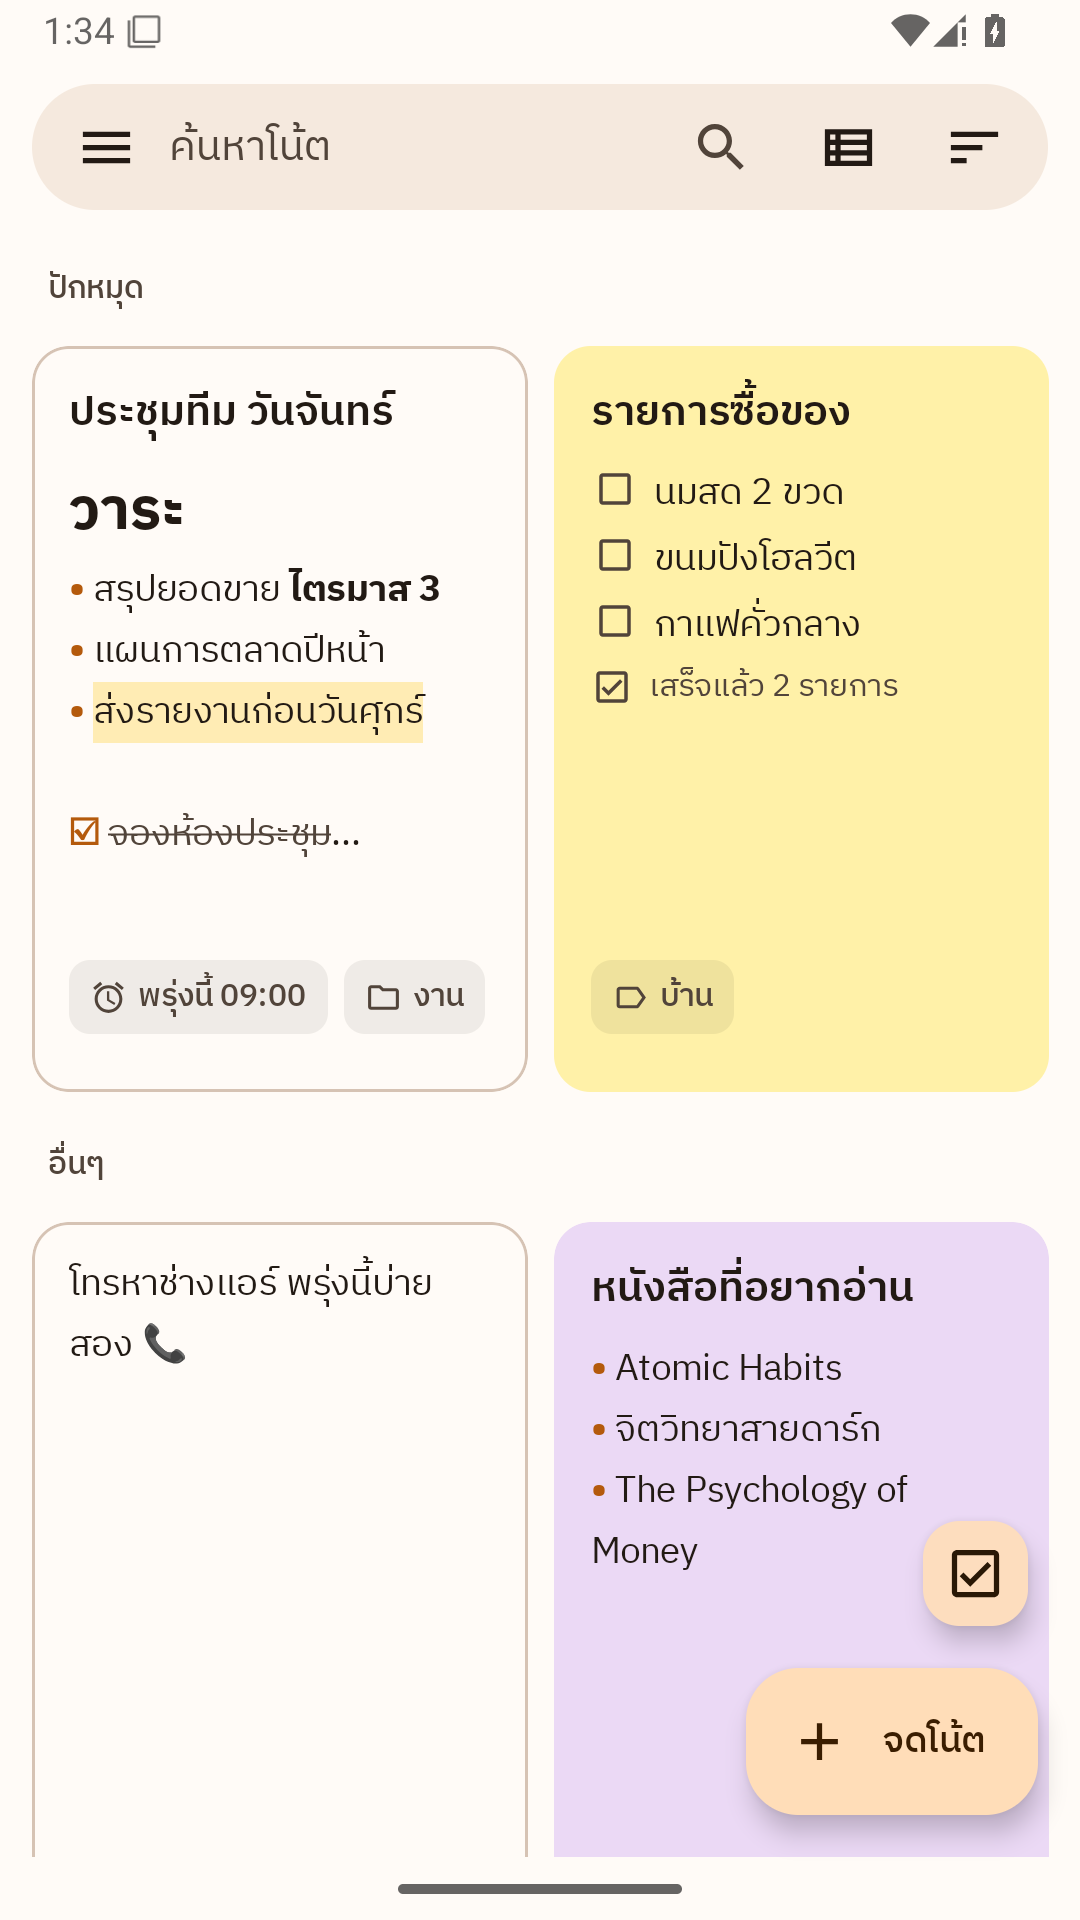 1:34
ค้นหาโน้ต
ปักหมุด
ประชุมทีม วันจันทร์
วาระ
• สรุปยอดขาย ไตรมาส 3
• แผนการตลาดปีหน้า
• ส่งรายงานก่อนวันศุกร์
☑ จองห้องประชุม...
พรุ่งนี้ 09:00
งาน
รายการซื้อของ
นมสด 2 ขวด
ขนมปังโฮลวีต
กาแฟคั่วกลาง
เสร็จแล้ว 2 รายการ
บ้าน
อื่นๆ
โทรหาช่างแอร์ พรุ่งนี้บ่าย
สอง 📞
หนังสือที่อยากอ่าน
• Atomic Habits
• จิตวิทยาสายดาร์ก
• The Psychology of
Money
จดโน้ต